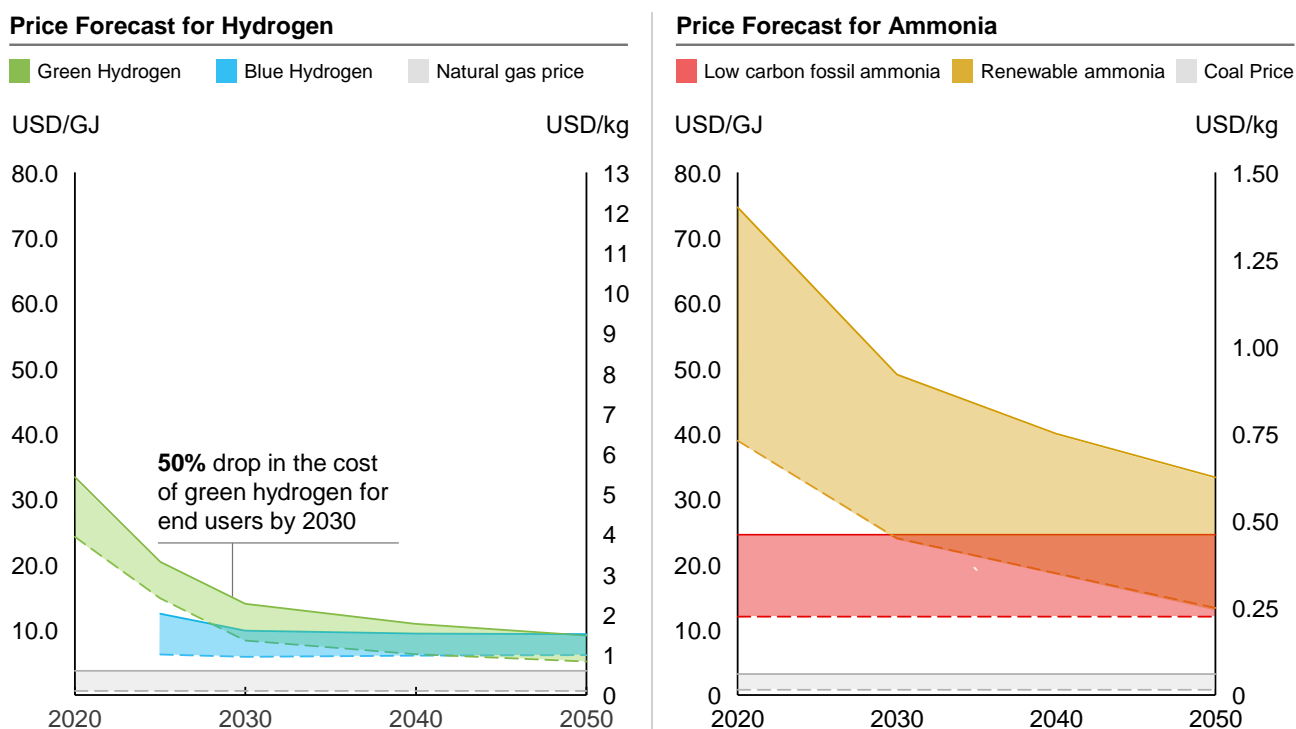 Price Forecast for Hydrogen
Green Hydrogen Blue Hydrogen Natural gas price
USD/GJ USD/kg
80.0 13
12
70.0
11
60.0 10
9
50.0
8
7
40.0
6
50% drop in the cost
of green hydrogen for
end users by 2030
30.0 5
4
20.0
3
2
10.0
1
0
2020 2030 2040 2050
Price Forecast for Ammonia
Low carbon fossil ammonia Renewable ammonia Coal Price
USD/GJ USD/kg
80.0 1.50
70.0
1.25
60.0
50.0 1.00
40.0 0.75
30.0
0.50
20.0
0.25
10.0
0 0
2020 2030 2040 2050